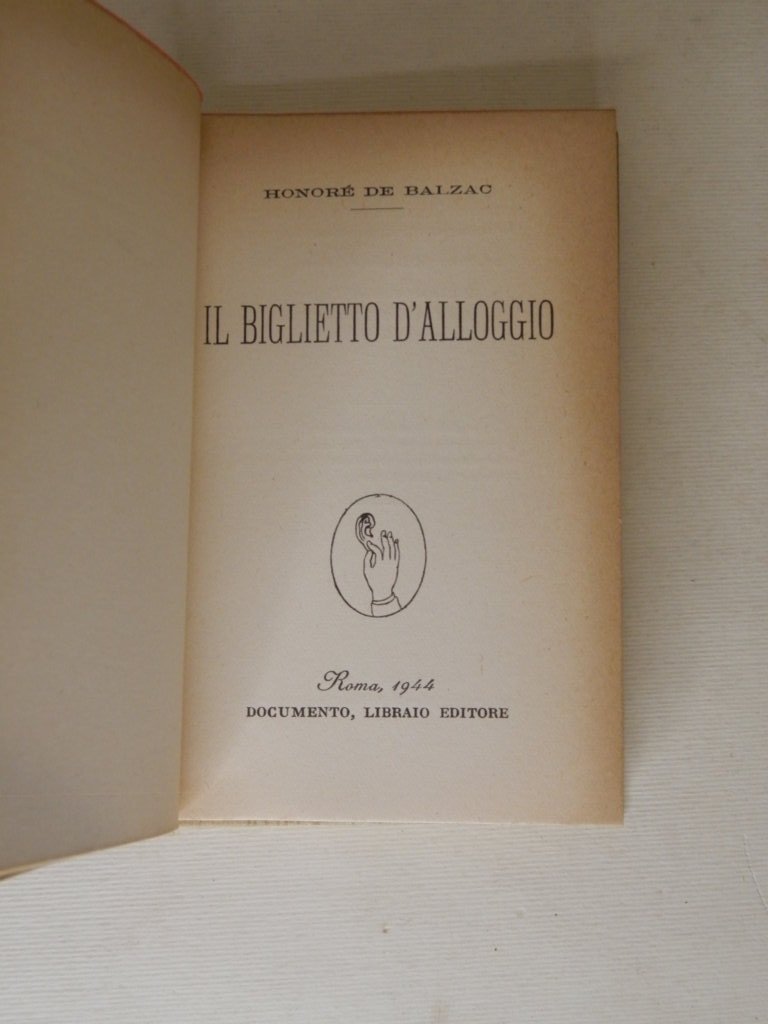 HONORÉ DE BALZAC
IL BIGLIETTO D'ALLOGGIO
Roma, 1944
DOCUMENTO, LIBRAIO EDITORE